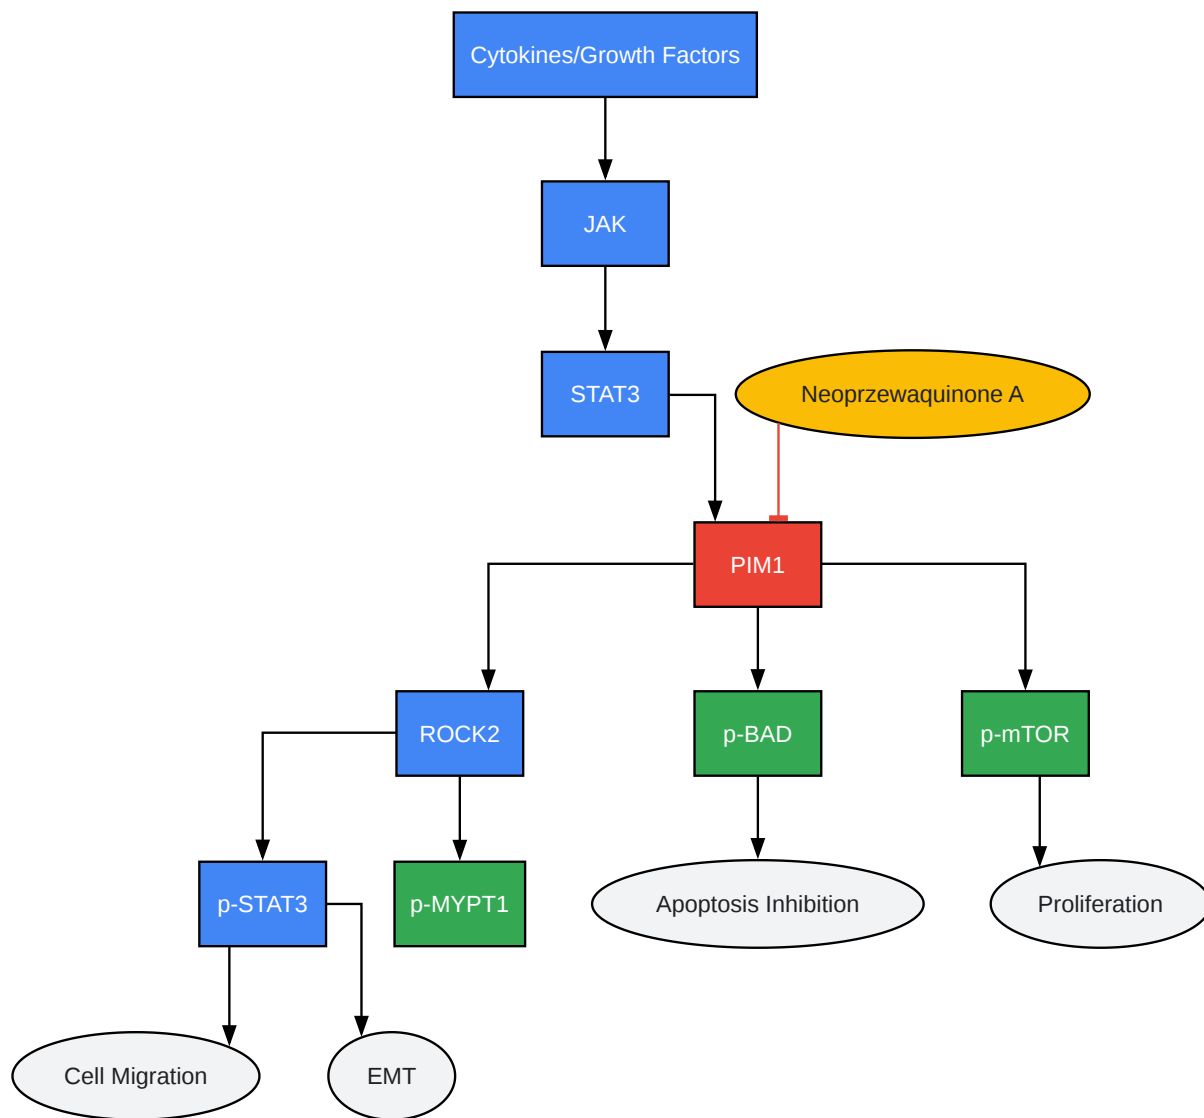 Cytokines/Growth Factors
JAK
STAT3
Neoprzewaquinone A
PIM1
ROCK2
p-BAD
p-mTOR
p-STAT3
p-MYPT1
Apoptosis Inhibition
Proliferation
Cell Migration
EMT